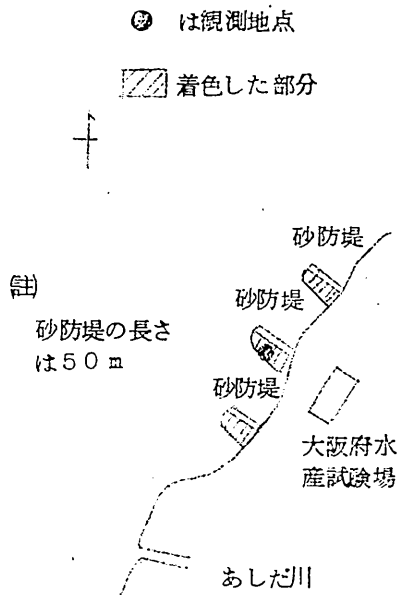 は観測地点
着色した部分
砂防堤
(註)
砂防堤
砂防堤の長さ
は50m
砂防堤
大阪府水
産試験場
あしだ川